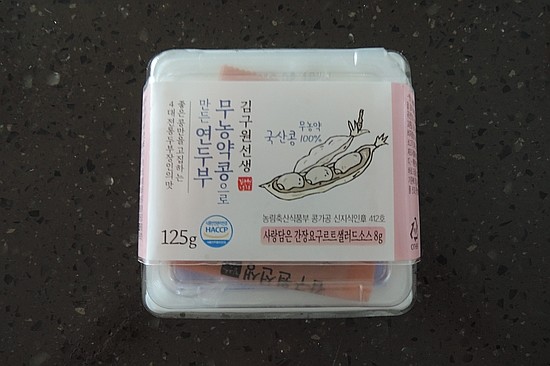 김구원선생
무농약콩으로
만든 연두부
좋은콩만을 고집하는
4대 전통두부장인의 맛
무농약
국산콩 100%
농림축산식품부 콩가공 신지식인章 412호
사랑담은 간장요구르트샐러드소스 8g
125g
HACCP